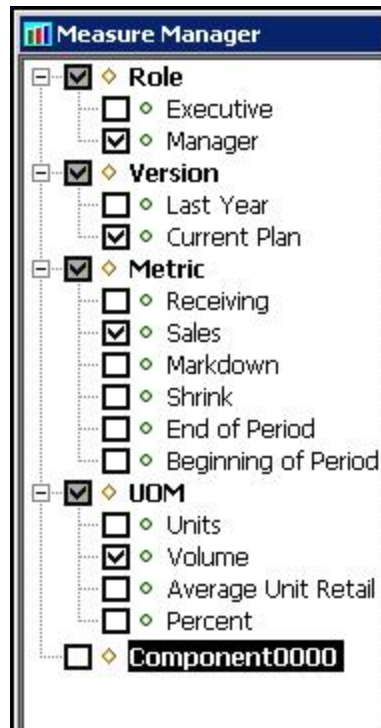 Measure Manager
Role
Executive
Manager
Version
Last Year
Current Plan
Metric
Receiving
Sales
Markdown
Shrink
End of Period
Beginning of Period
UOM
Units
Volume
Average Unit Retail
Percent
Component0000